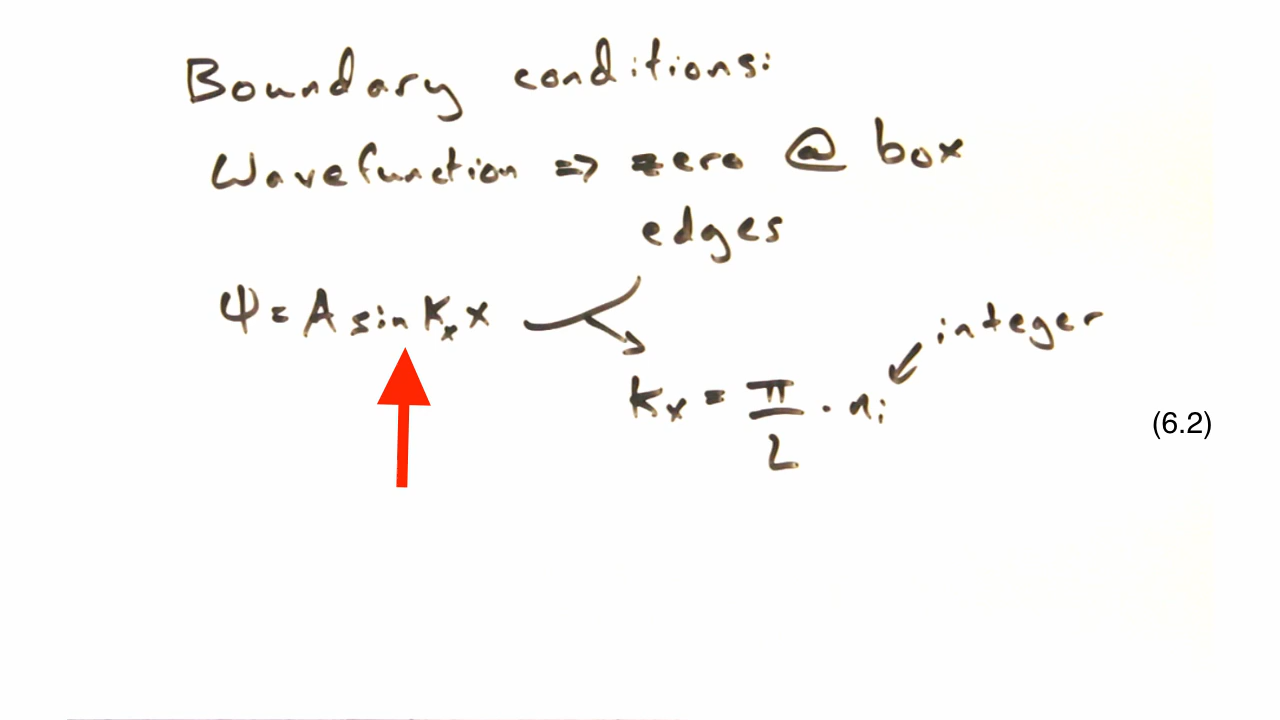 Boundary conditions:
Wavefunction => zero @ box
edges
Ψ = A sin Kₓ x
integer
Kₓ = π/L · nᵢ
(6.2)